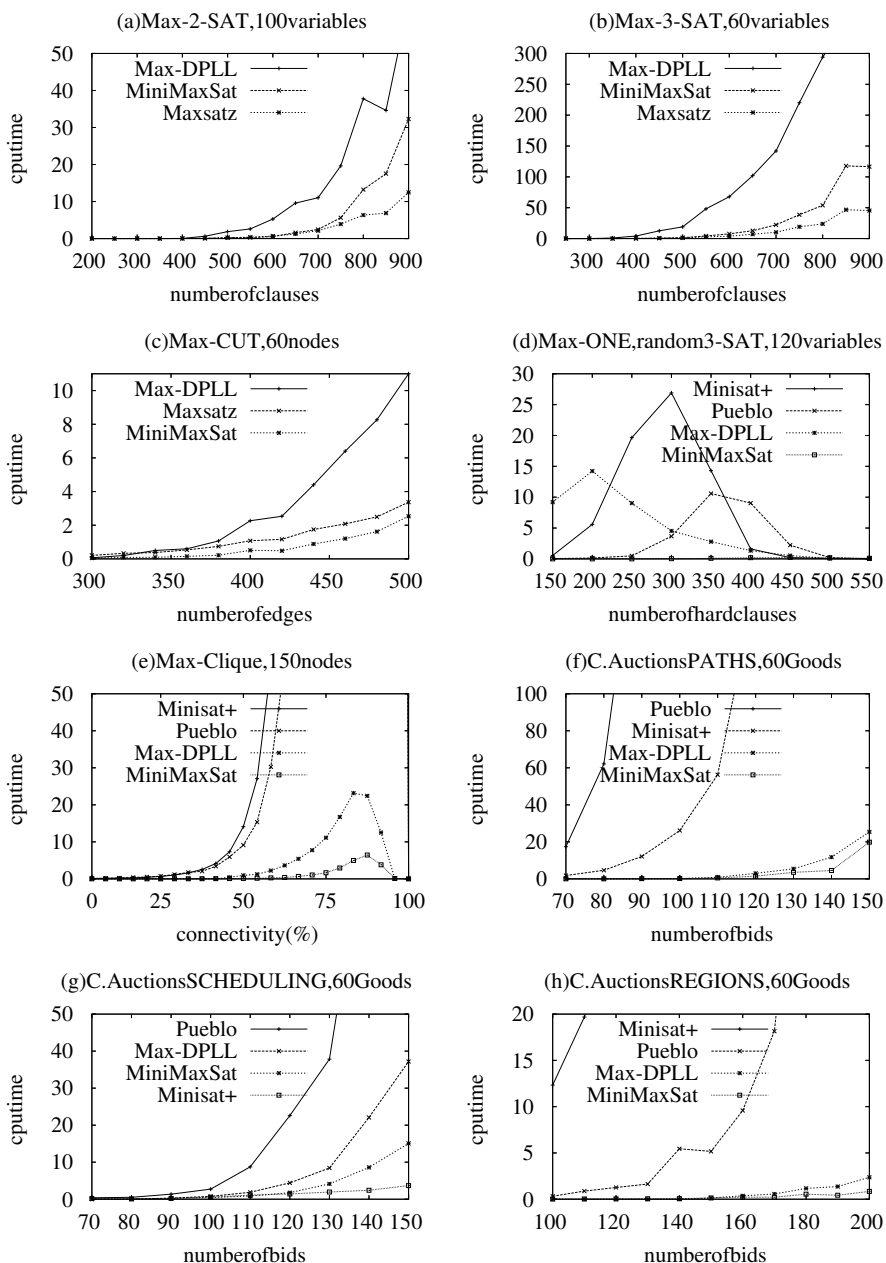 (a)Max-2-SAT,100variables
50
40
30
20
10
0
cputime
Max-DPLL
MiniMaxSat
Maxsatz
200 300 400 500 600 700 800 900
numberofclauses
(b)Max-3-SAT,60variables
300
250
200
150
100
50
0
cputime
Max-DPLL
MiniMaxSat
Maxsatz
300 400 500 600 700 800 900
numberofclauses
(c)Max-CUT,60nodes
10
8
6
4
2
0
cputime
Max-DPLL
Maxsatz
MiniMaxSat
300 400 500
numberofedges
(d)Max-ONE,random3-SAT,120variables
30
25
20
15
10
5
0
cputime
Minisat+
Pueblo
Max-DPLL
MiniMaxSat
150 200 250 300 350 400 450 500 550
numberofhardclauses
(e)Max-Clique,150nodes
50
40
30
20
10
0
cputime
Minisat+
Pueblo
Max-DPLL
MiniMaxSat
0 25 50 75 100
connectivity(%)
(f)C.AuctionsPATHS,60Goods
100
80
60
40
20
0
cputime
Pueblo
Minisat+
Max-DPLL
MiniMaxSat
70 80 90 100 110 120 130 140 150
numberofbids
(g)C.AuctionsSCHEDULING,60Goods
50
40
30
20
10
0
cputime
Pueblo
Max-DPLL
MiniMaxSat
Minisat+
70 80 90 100 110 120 130 140 150
numberofbids
(h)C.AuctionsREGIONS,60Goods
20
15
10
5
0
cputime
Minisat+
Pueblo
Max-DPLL
MiniMaxSat
100 120 140 160 180 200
numberofbids